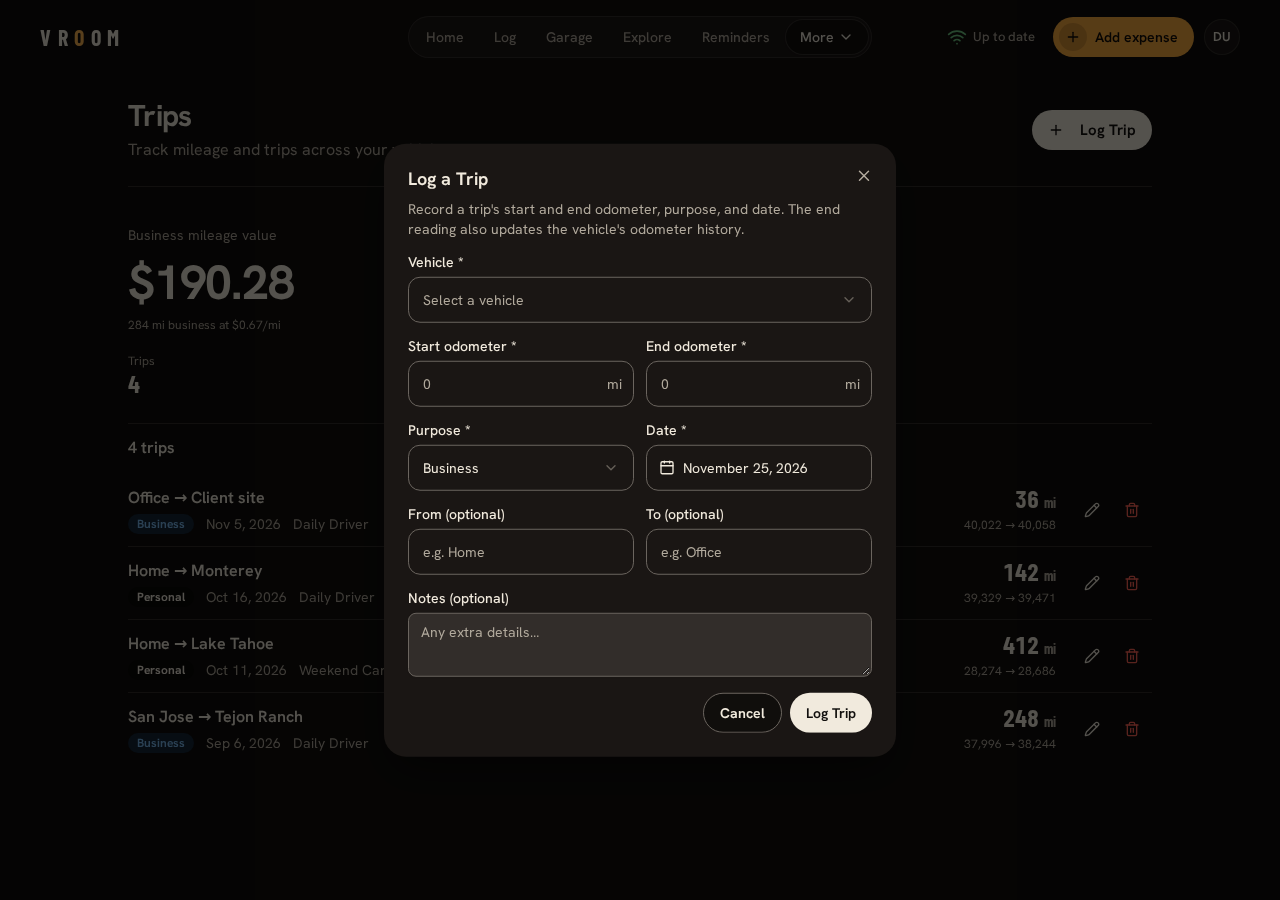 VROOM
Home
Log
Garage
Explore
Reminders
More
Up to date
Add expense
DU
Trips
Track mileage and trips across your
Log Trip
Business mileage value
$190.28
284 mi business at $0.67/mi
Trips
4
4 trips
Office → Client site
Business
Nov 5, 2026
Daily Driver
36 mi
40,022 → 40,058
Home → Monterey
Personal
Oct 16, 2026
Daily Driver
142 mi
39,329 → 39,471
Home → Lake Tahoe
Personal
Oct 11, 2026
Weekend Car
412 mi
28,274 → 28,686
San Jose → Tejon Ranch
Business
Sep 6, 2026
Daily Driver
248 mi
37,996 → 38,244
Log a Trip
Record a trip's start and end odometer, purpose, and date. The end
reading also updates the vehicle's odometer history.
Vehicle *
Select a vehicle
Start odometer *
0
mi
End odometer *
0
mi
Purpose *
Business
Date *
November 25, 2026
From (optional)
e.g. Home
To (optional)
e.g. Office
Notes (optional)
Any extra details...
Cancel
Log Trip